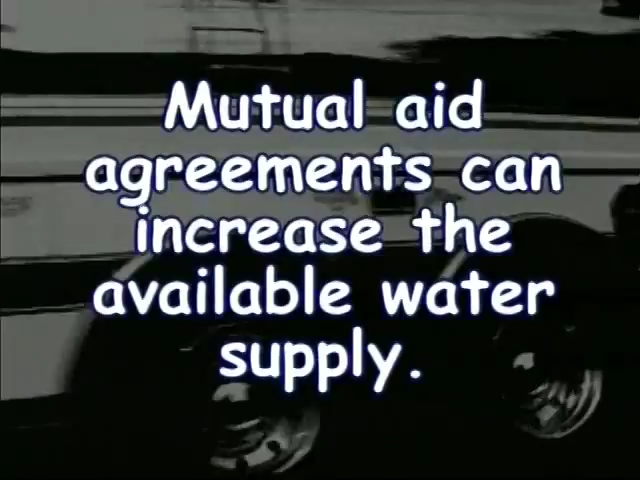 Mutual aid
agreements can
increase the
available water
supply.